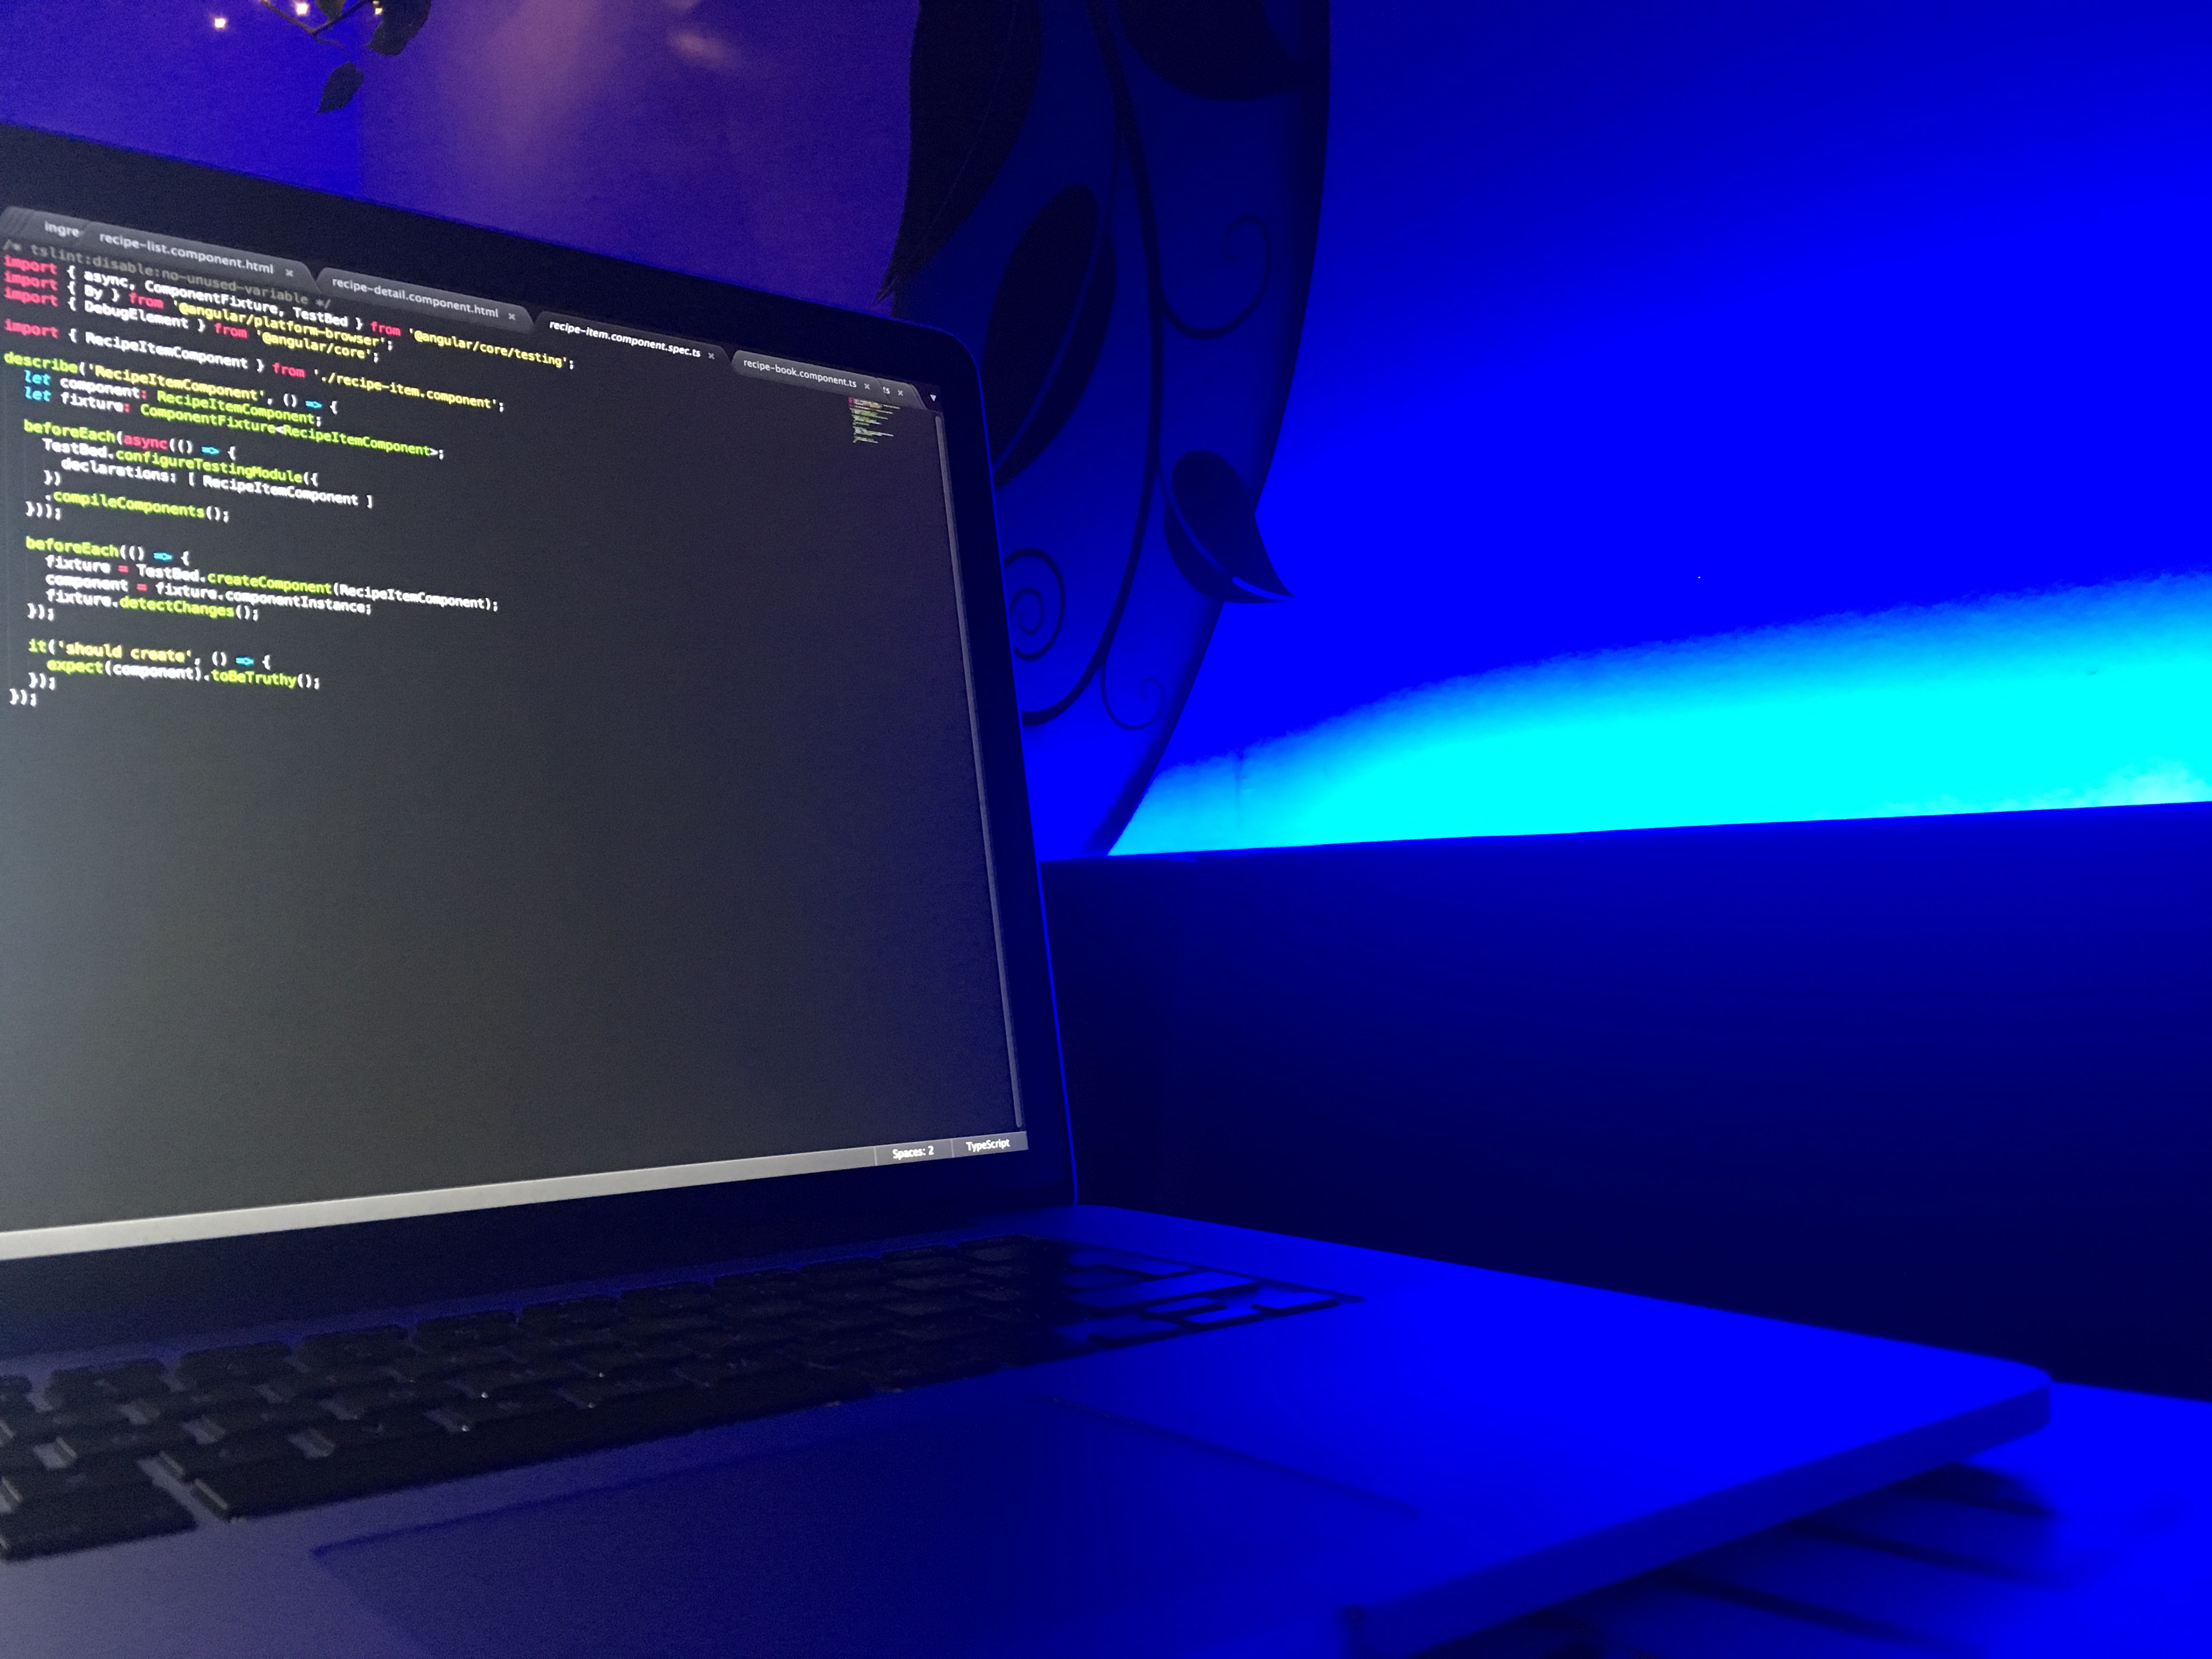 ingre recipe-list.component.html × recipe-detail.component.html × recipe-item.component.spec.ts × recipe-book.component.ts × ts ×
/* tslint:disable:no-unused-variable */
import { async, ComponentFixture, TestBed } from '@angular/core/testing';
import { By } from '@angular/platform-browser';
import { DebugElement } from '@angular/core';
import { RecipeItemComponent } from './recipe-item.component';
describe('RecipeItemComponent', () => {
let component: RecipeItemComponent;
let fixture: ComponentFixture<RecipeItemComponent>;
beforeEach(async(() => {
TestBed.configureTestingModule({
declarations: [ RecipeItemComponent ]
})
.compileComponents();
}));
beforeEach(() => {
fixture = TestBed.createComponent(RecipeItemComponent);
component = fixture.componentInstance;
fixture.detectChanges();
});
it('should create', () => {
expect(component).toBeTruthy();
});
});
Spaces: 2 TypeScript